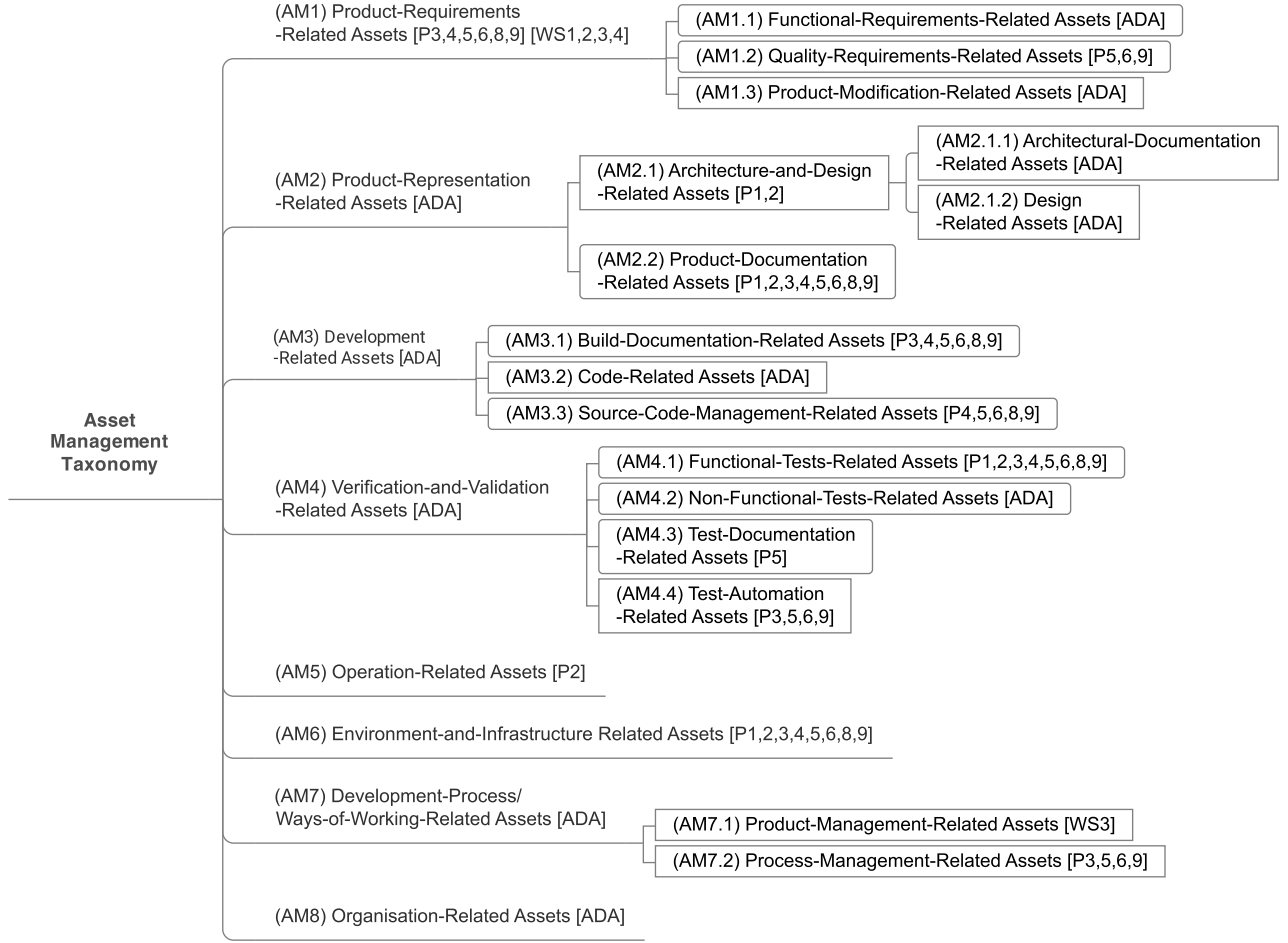 Asset
Management
Taxonomy
(AM1) Product-Requirements
-Related Assets [P3,4,5,6,8,9] [WS1,2,3,4]
(AM1.1) Functional-Requirements-Related Assets [ADA]
(AM1.2) Quality-Requirements-Related Assets [P5,6,9]
(AM1.3) Product-Modification-Related Assets [ADA]
(AM2) Product-Representation
-Related Assets [ADA]
(AM2.1) Architecture-and-Design
-Related Assets [P1,2]
(AM2.1.1) Architectural-Documentation
-Related Assets [ADA]
(AM2.1.2) Design
-Related Assets [ADA]
(AM2.2) Product-Documentation
-Related Assets [P1,2,3,4,5,6,8,9]
(AM3) Development
-Related Assets [ADA]
(AM3.1) Build-Documentation-Related Assets [P3,4,5,6,8,9]
(AM3.2) Code-Related Assets [ADA]
(AM3.3) Source-Code-Management-Related Assets [P4,5,6,8,9]
(AM4) Verification-and-Validation
-Related Assets [ADA]
(AM4.1) Functional-Tests-Related Assets [P1,2,3,4,5,6,8,9]
(AM4.2) Non-Functional-Tests-Related Assets [ADA]
(AM4.3) Test-Documentation
-Related Assets [P5]
(AM4.4) Test-Automation
-Related Assets [P3,5,6,9]
(AM5) Operation-Related Assets [P2]
(AM6) Environment-and-Infrastructure Related Assets [P1,2,3,4,5,6,8,9]
(AM7) Development-Process/
Ways-of-Working-Related Assets [ADA]
(AM7.1) Product-Management-Related Assets [WS3]
(AM7.2) Process-Management-Related Assets [P3,5,6,9]
(AM8) Organisation-Related Assets [ADA]